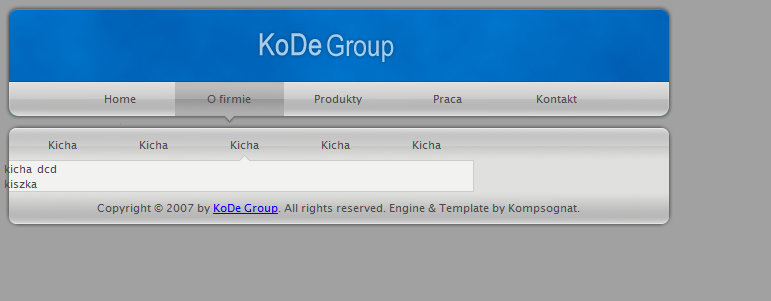 KoDe Group
Home O firmie Produkty Praca Kontakt
Kicha Kicha Kicha Kicha Kicha
kicha dcd
kiszka
Copyright © 2007 by KoDe Group. All rights reserved. Engine & Template by Kompsognat.